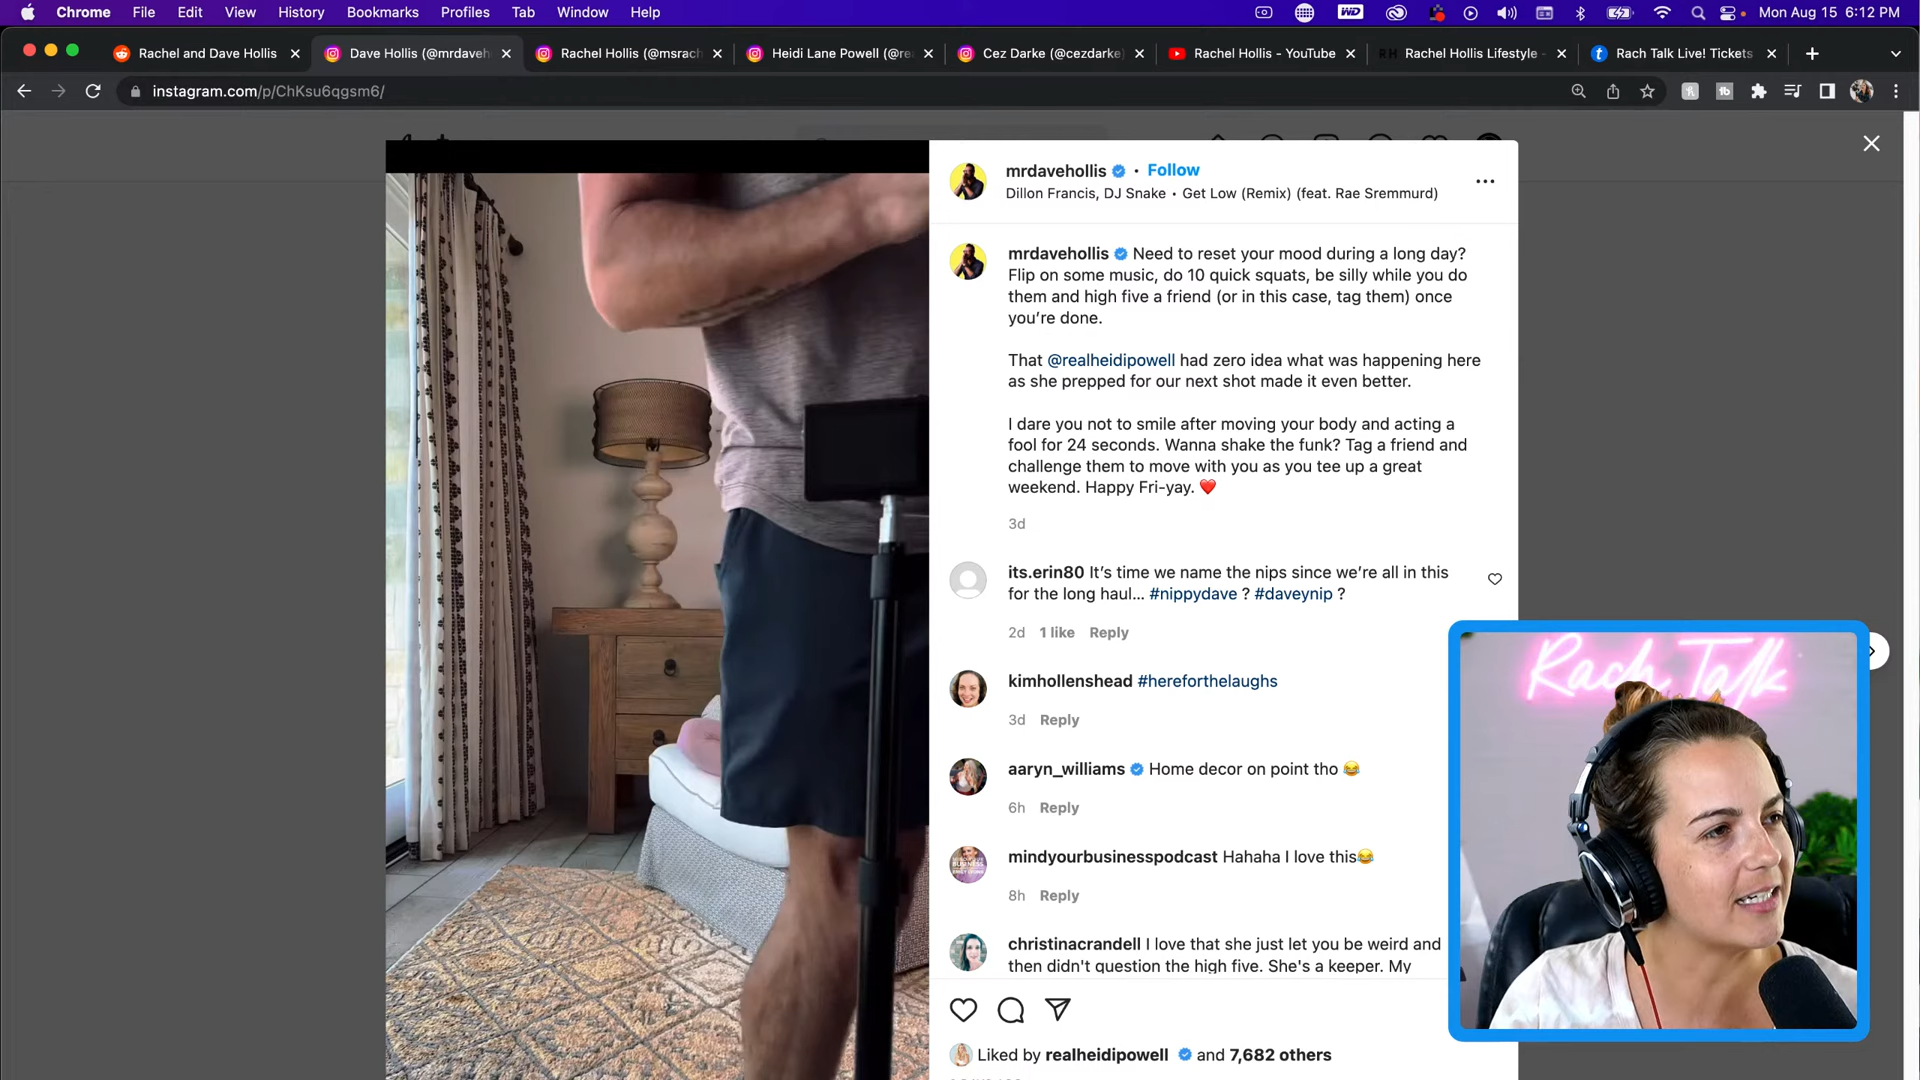 Chrome File Edit View History Bookmarks Profiles Tab Window Help
Mon Aug 15 6:12 PM
Rachel and Dave Hollis
Dave Hollis (@mrdaveh
Rachel Hollis (@msrach
Heidi Lane Powell (@re
Cez Darke (@cezdarke)
Rachel Hollis - YouTube
Rachel Hollis Lifestyle -
Rach Talk Live! Tickets
instagram.com/p/ChKsu6qgsm6/
mrdavehollis • Follow
Dillon Francis, DJ Snake • Get Low (Remix) (feat. Rae Sremmurd)
mrdavehollis Need to reset your mood during a long day?
Flip on some music, do 10 quick squats, be silly while you do
them and high five a friend (or in this case, tag them) once
you’re done.
That @realheidipowell had zero idea what was happening here
as she prepped for our next shot made it even better.
I dare you not to smile after moving your body and acting a
fool for 24 seconds. Wanna shake the funk? Tag a friend and
challenge them to move with you as you tee up a great
weekend. Happy Fri-yay. ❤️
3d
its.erin80 It’s time we name the nips since we’re all in this
for the long haul... #nippydave ? #daveynip ?
2d 1 like Reply
kimhollenshead #hereforthelaughs
3d Reply
aaryn_williams Home decor on point tho 😂
6h Reply
mindyourbusinesspodcast Hahaha I love this😂
8h Reply
christinacrandell I love that she just let you be weird and
then didn't question the high five. She's a keeper. My
Liked by realheidipowell and 7,682 others
Rach Talk